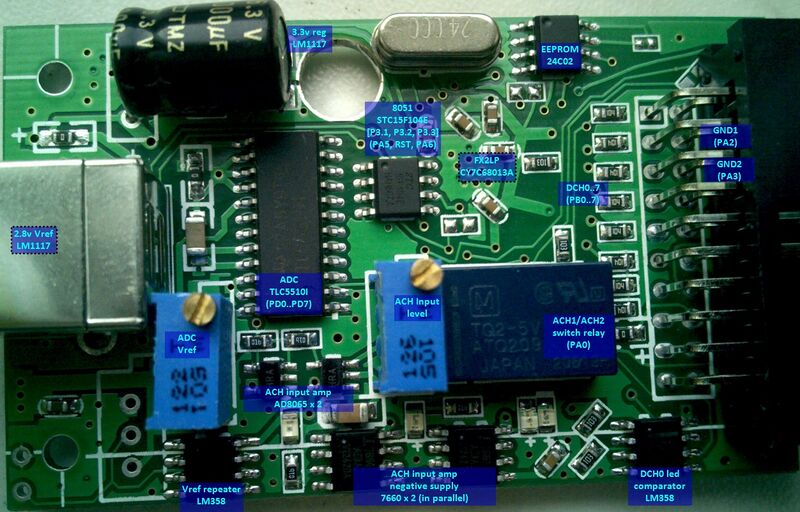 24CCC
3.3v reg
LM1117
EEPROM
24C02
8051
STC15F104E
[P3.1, P3.2, P3.3]
(PA5, RST, PA6)
GND1
(PA2)
FX2LP
CY7C68013A
GND2
(PA3)
DCH0..7
(PB0..7)
2.8v Vref
LM1117
ADC
TLC5510I
(PD0..PD7)
ACH Input
level
ACH1/ACH2
switch relay
(PA0)
ADC
Vref
M
JAPAN
122
105
105
ACH input amp
AD8065 x 2
Vref repeater
LM358
ACH input amp
negative supply
7660 x 2 (in parallel)
DCH0 led
comparator
LM358